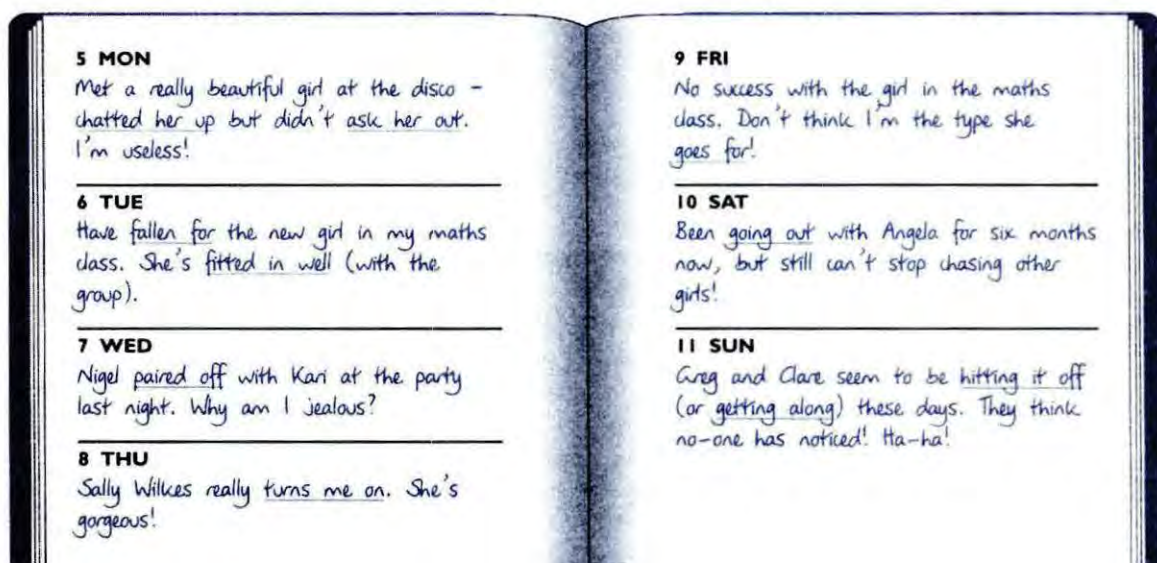 5 MON
Met a really beautiful girl at the disco -
chatted her up but didn't ask her out.
I'm useless!
6 TUE
Have fallen for the new girl in my maths
class. She's fitted in well (with the
group).
7 WED
Nigel paired off with Kari at the party
last night. Why am I jealous?
8 THU
Sally Wilkes really turns me on. She's
gorgeous!
9 FRI
No success with the girl in the maths
class. Don't think I'm the type she
goes for!
10 SAT
Been going out with Angela for six months
now, but still can't stop chasing other
girls!
11 SUN
Greg and Clare seem to be hitting it off
(or getting along) these days. They think
no-one has noticed! Ha-ha!